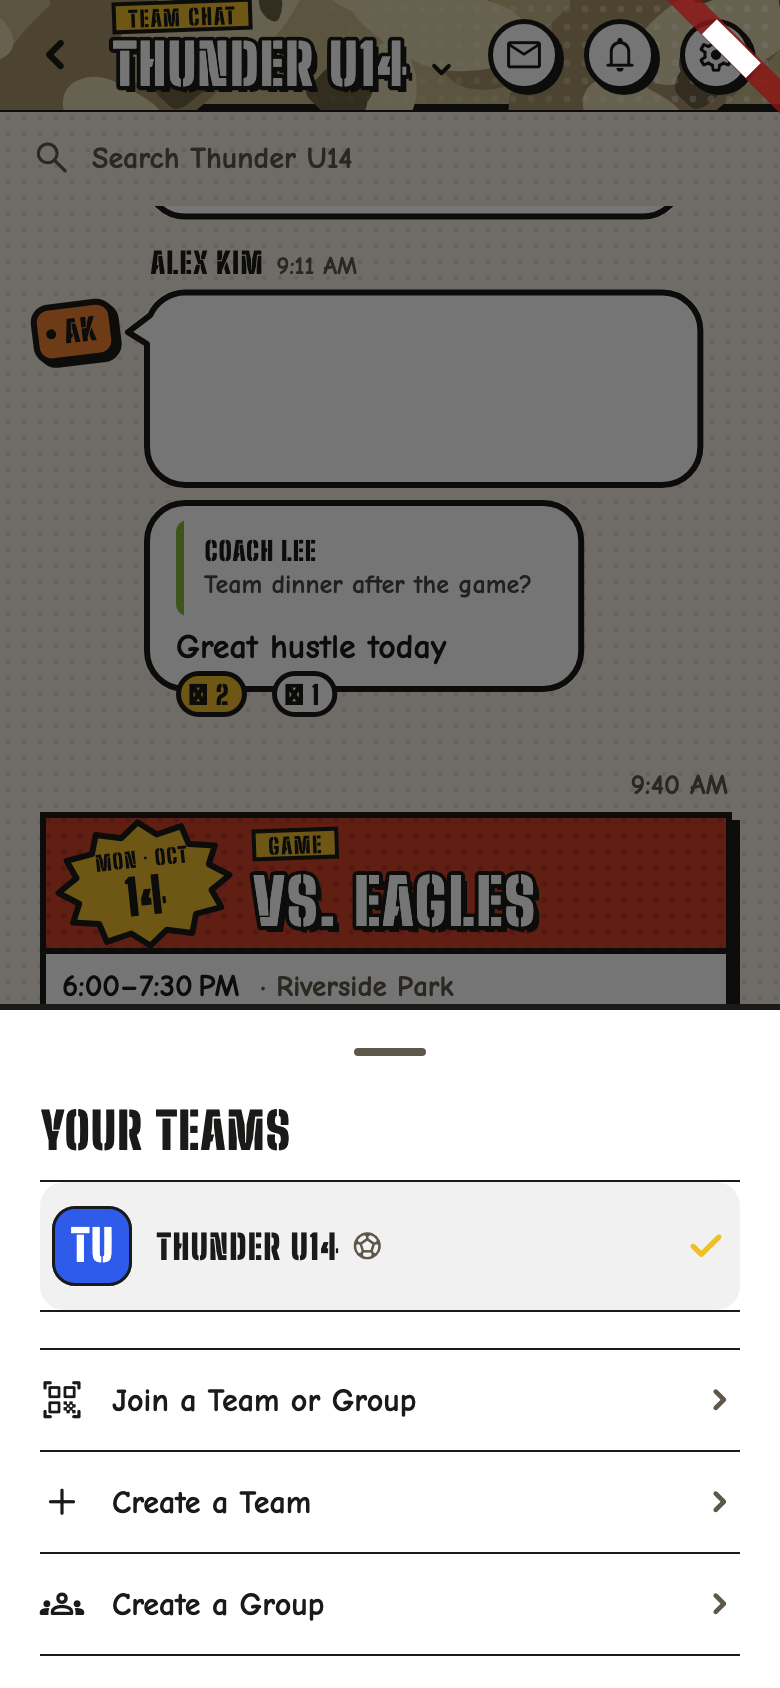 TEAM CHAT
THUNDER U14
Search Thunder U14
ALEX KIM 9:11 AM
AK
COACH LEE
Team dinner after the game?
Great hustle today
2
1
9:40 AM
MON · OCT
14
GAME
VS. EAGLES
6:00–7:30 PM · Riverside Park
YOUR TEAMS
TU
THUNDER U14
Join a Team or Group
Create a Team
Create a Group